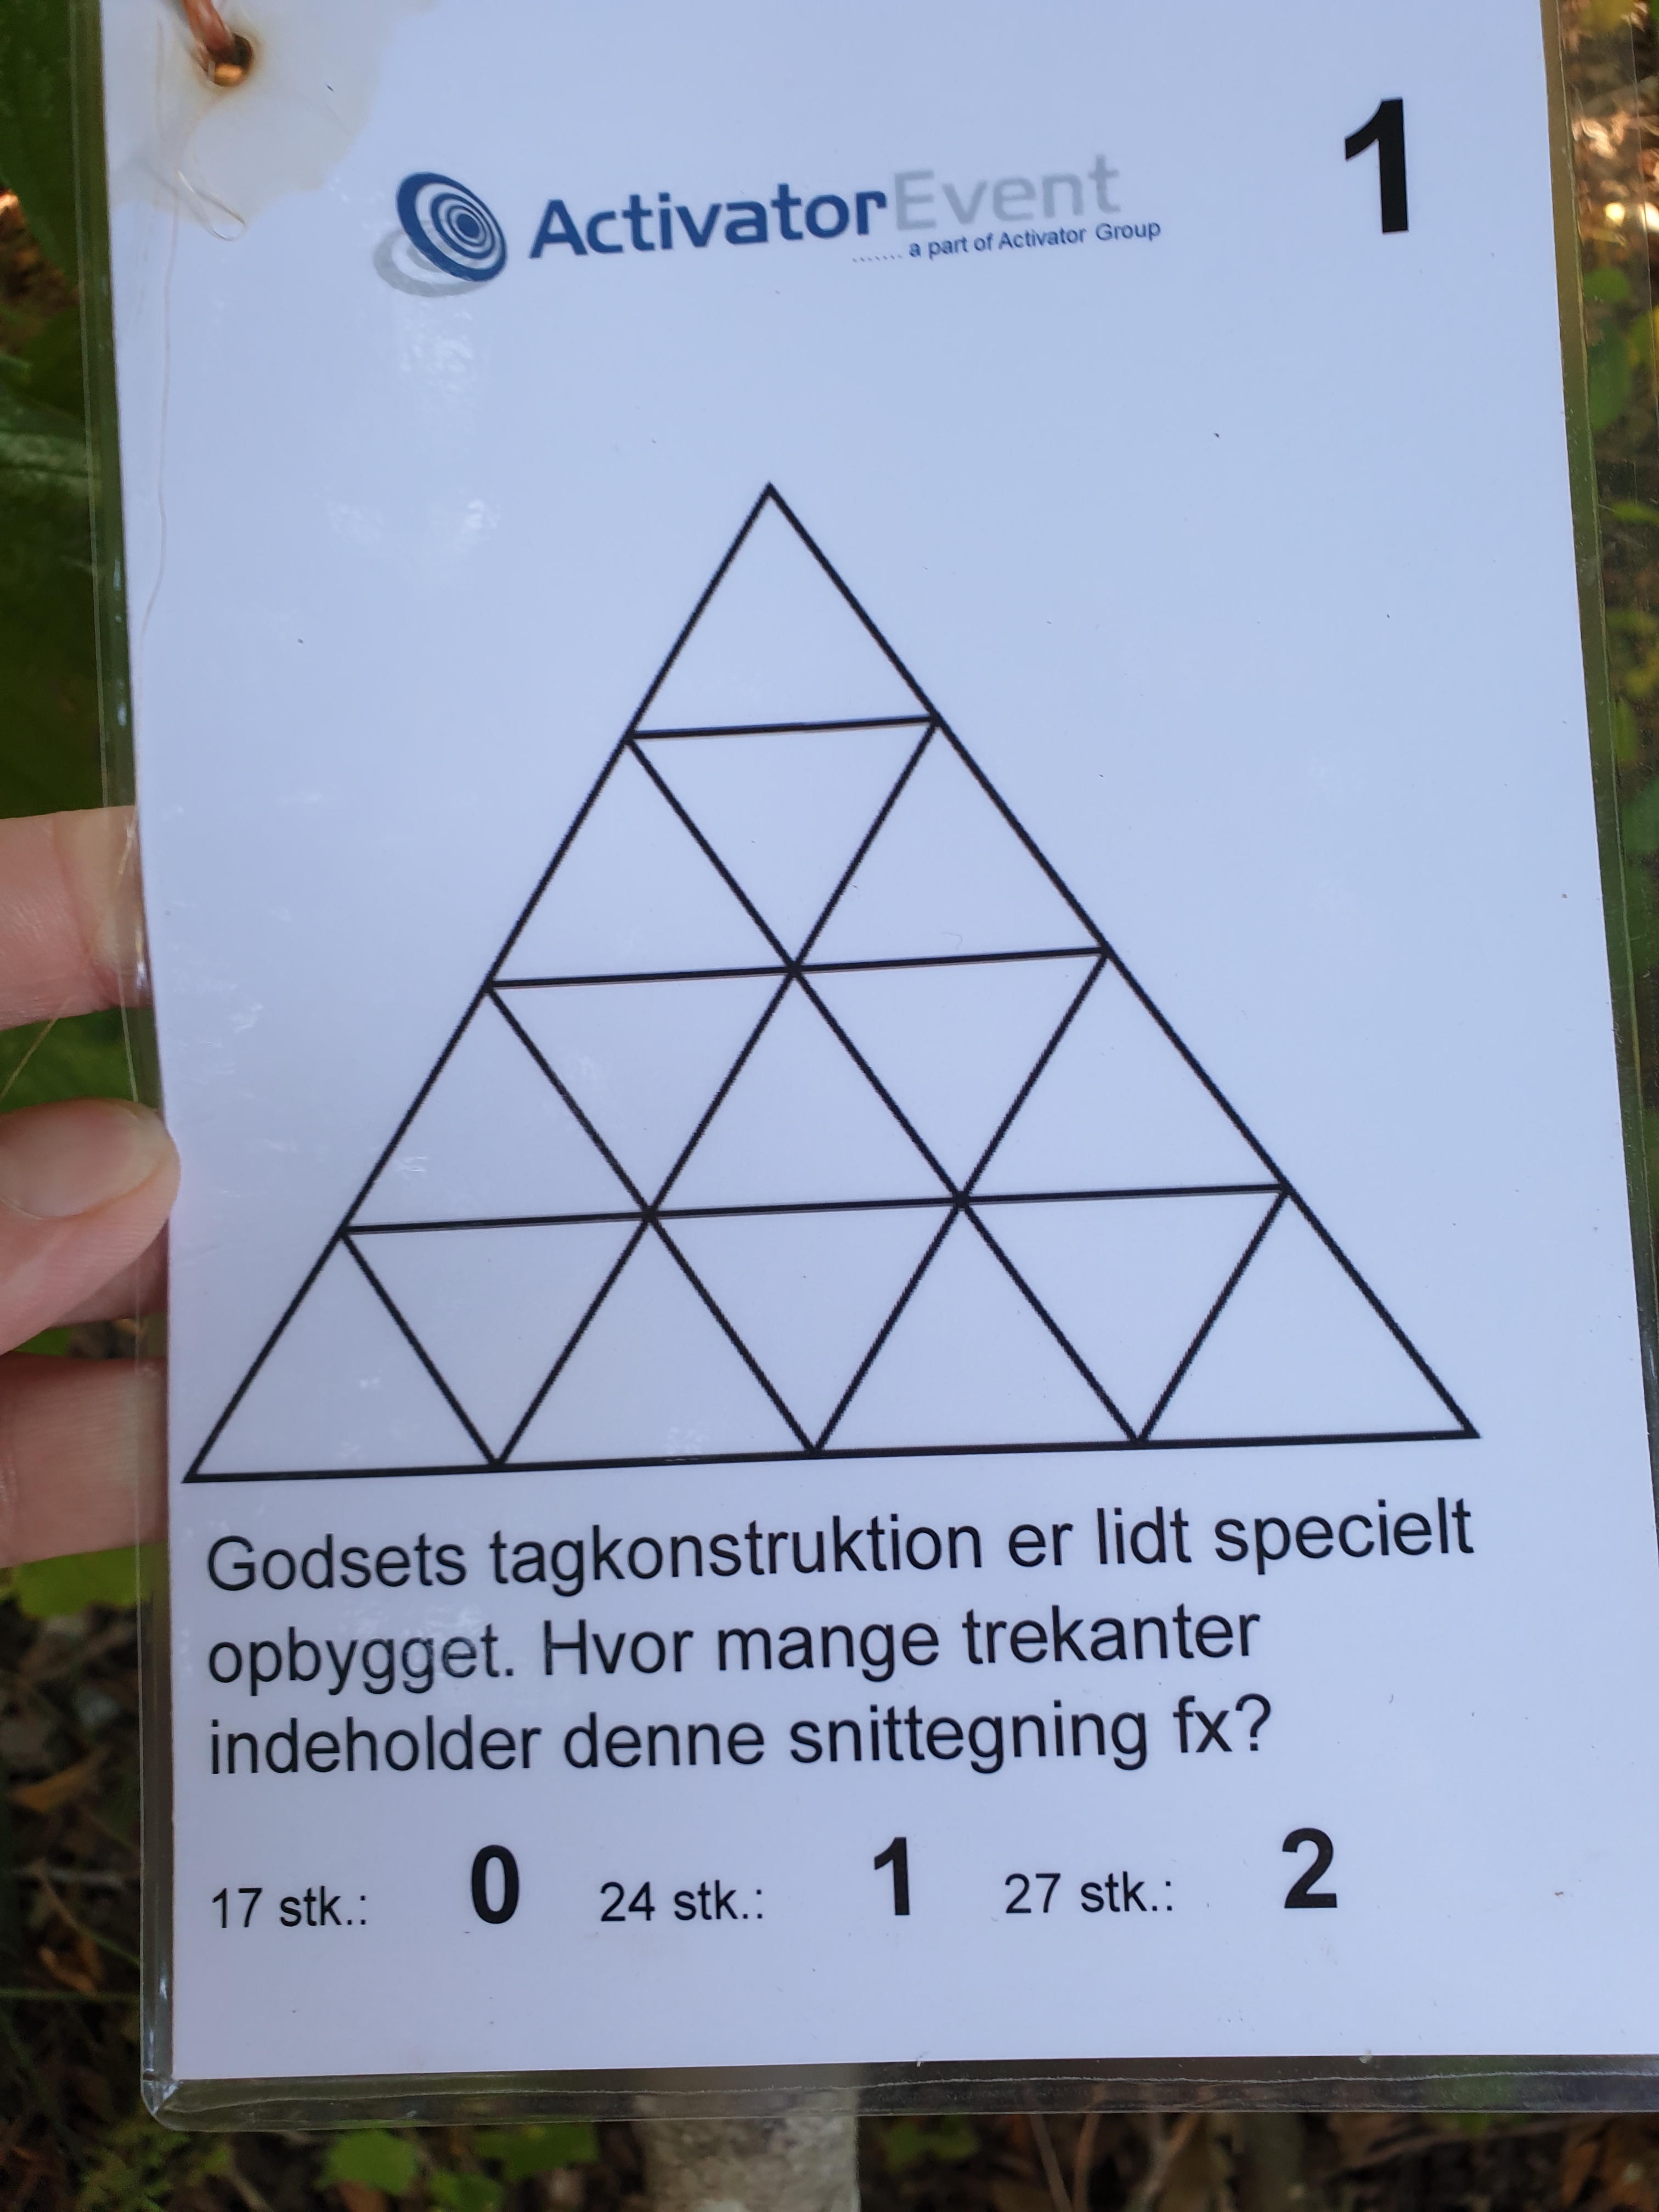 1
ActivatorEvent
....... a part of Activator Group
Godsets tagkonstruktion er lidt specielt
opbygget. Hvor mange trekanter
indeholder denne snittegning fx?
17 stk.: 0 24 stk.: 1 27 stk.: 2